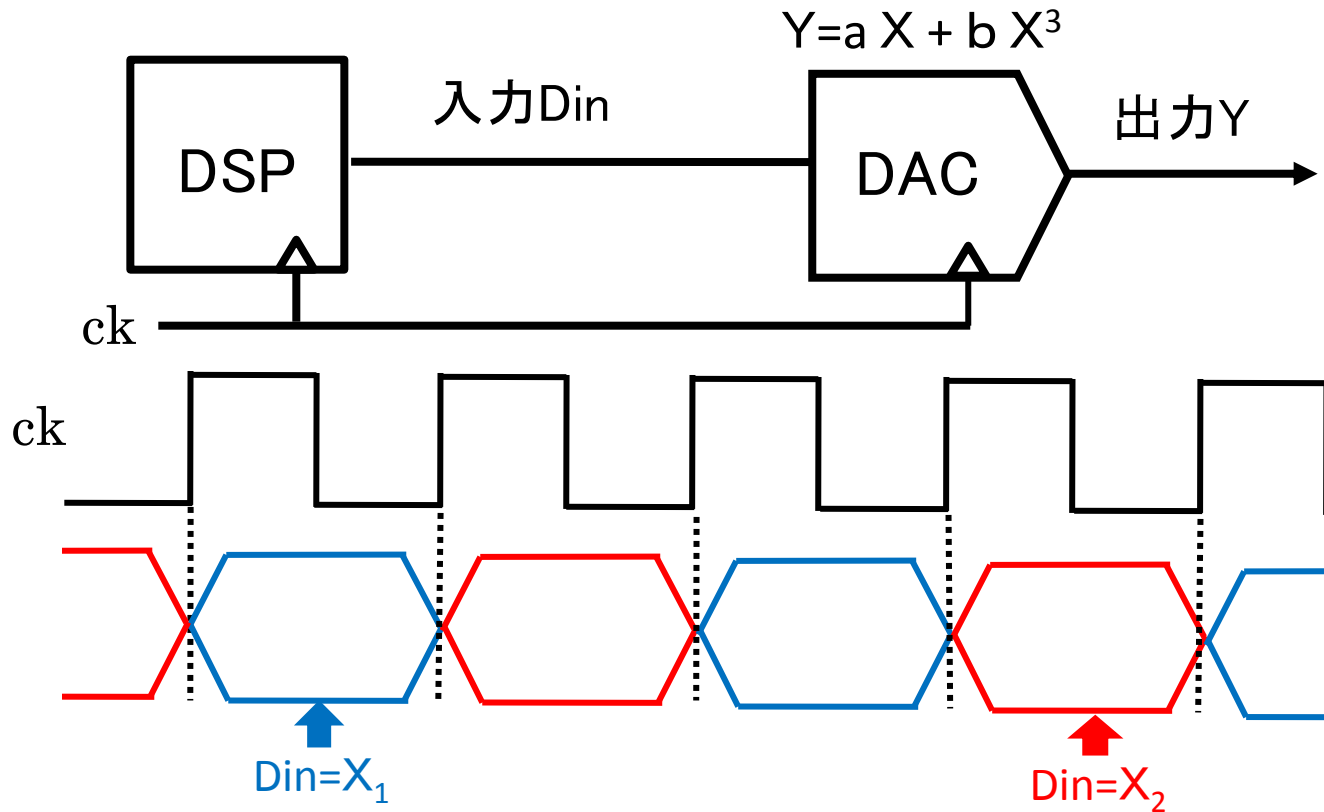 Y=a X + b X³
入力Din
出力Y
DSP
DAC
ck
ck
Din=X₁
Din=X₂